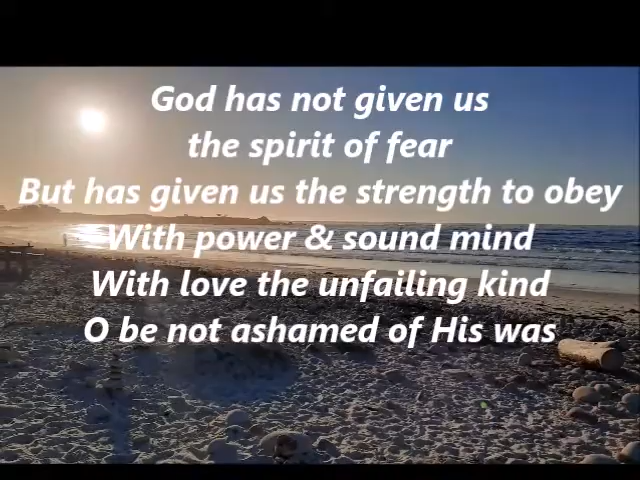 God has not given us
the spirit of fear
But has given us the strength to obey
With power & sound mind
With love the unfailing kind
O be not ashamed of His was